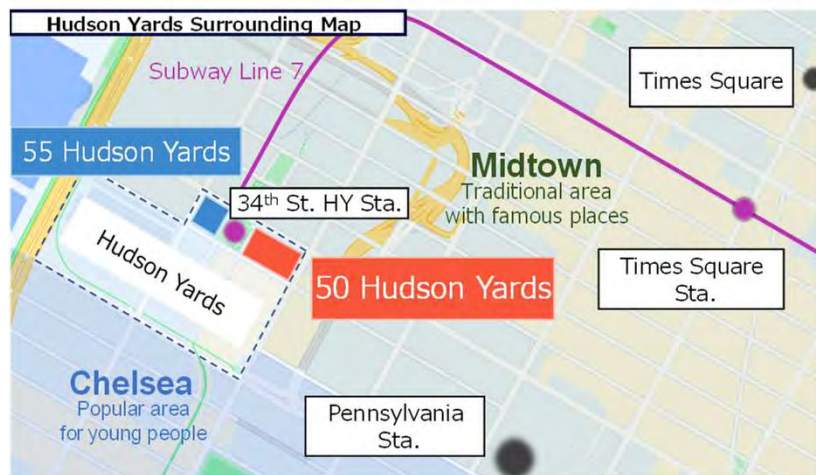 Hudson Yards Surrounding Map
Subway Line 7
Times Square
55 Hudson Yards
Midtown
Traditional area
with famous places
34th St. HY Sta.
Hudson Yards
50 Hudson Yards
Times Square
Sta.
Chelsea
Popular area
for young people
Pennsylvania
Sta.